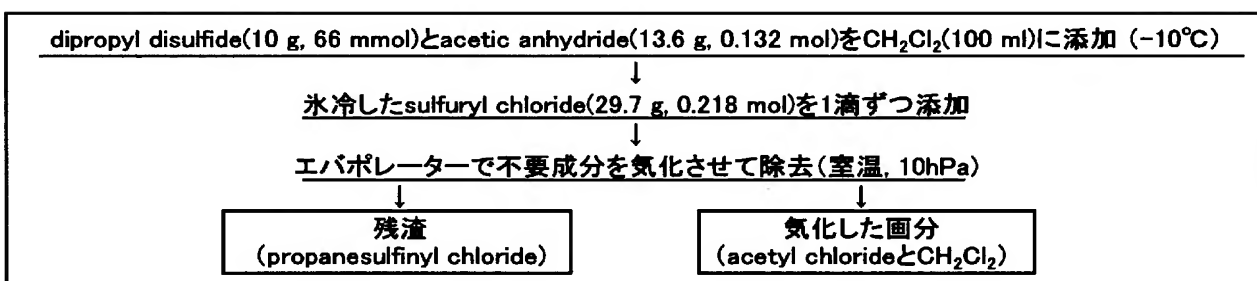 dipropyl disulfide(10 g, 66 mmol)とacetic anhydride(13.6 g, 0.132 mol)をCH₂Cl₂(100 ml)に添加 (-10℃)
↓
氷冷したsulfuryl chloride(29.7 g, 0.218 mol)を1滴ずつ添加
↓
エバポレーターで不要成分を気化させて除去(室温, 10hPa)
↓ ↓
残渣
(propanesulfinyl chloride)
気化した画分
(acetyl chlorideとCH₂Cl₂)